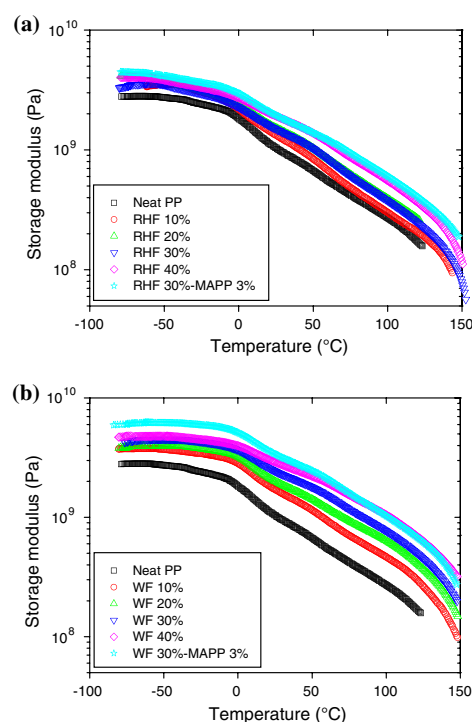 (a)
10^10
10^9
10^8
Storage modulus (Pa)
Neat PP
RHF 10%
RHF 20%
RHF 30%
RHF 40%
RHF 30%-MAPP 3%
-100 -50 0 50 100 150
Temperature (°C)
(b)
10^10
10^9
10^8
Storage modulus (Pa)
Neat PP
WF 10%
WF 20%
WF 30%
WF 40%
WF 30%-MAPP 3%
-100 -50 0 50 100 150
Temperature (°C)